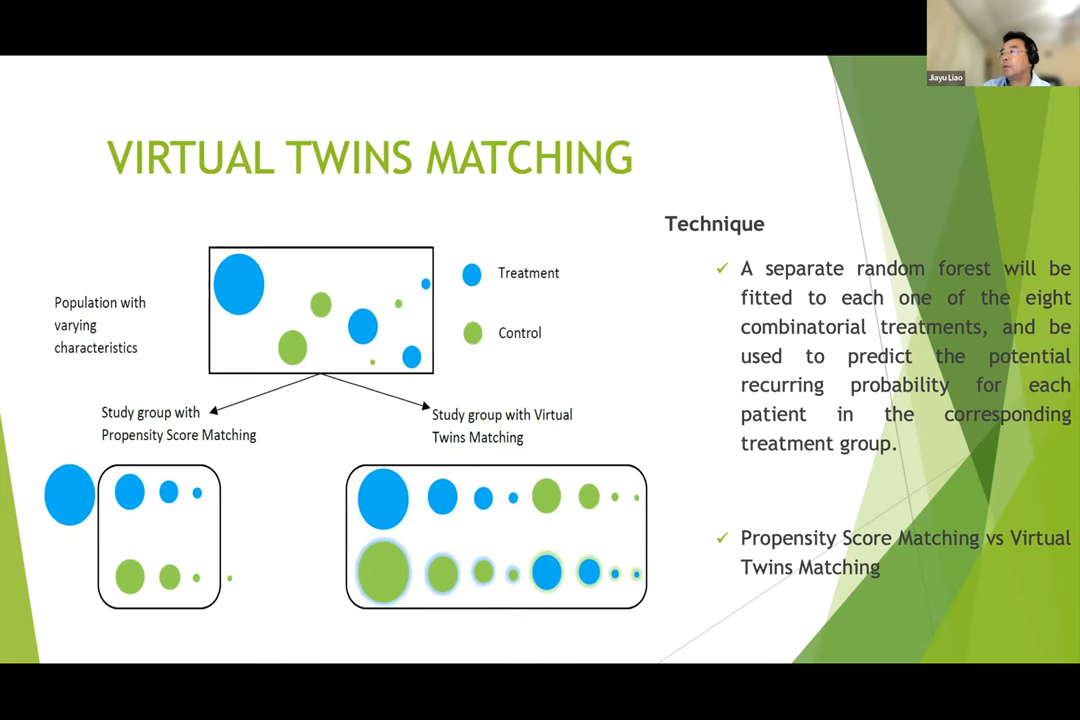 Jiayu Liao
VIRTUAL TWINS MATCHING
Population with
varying
characteristics
Treatment
Control
Study group with
Propensity Score Matching
Study group with Virtual
Twins Matching
Technique
✓ A separate random forest will be
fitted to each one of the eight
combinatorial treatments, and be
used to predict the potential
recurring probability for each
patient in the corresponding
treatment group.
✓ Propensity Score Matching vs Virtual
Twins Matching